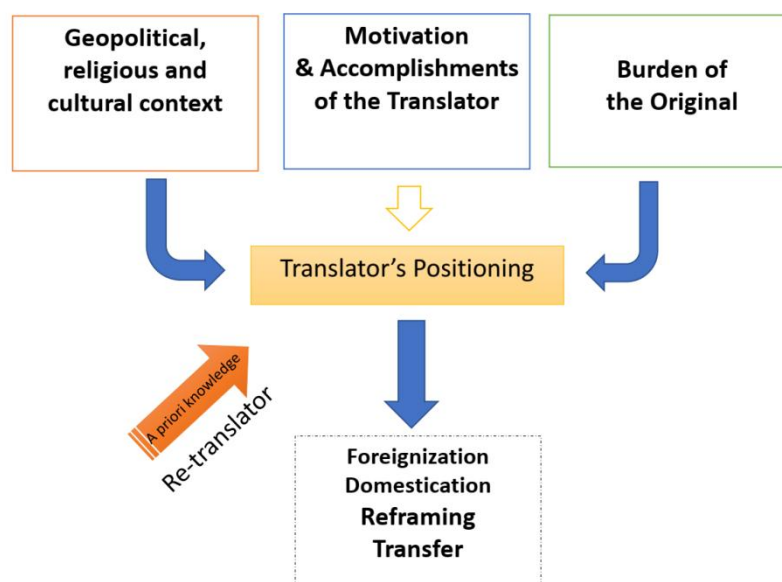 Geopolitical,
religious and
cultural context
Motivation
& Accomplishments
of the Translator
Burden of
the Original
Translator’s Positioning
A priori knowledge
Re-translator
Foreignization
Domestication
Reframing
Transfer